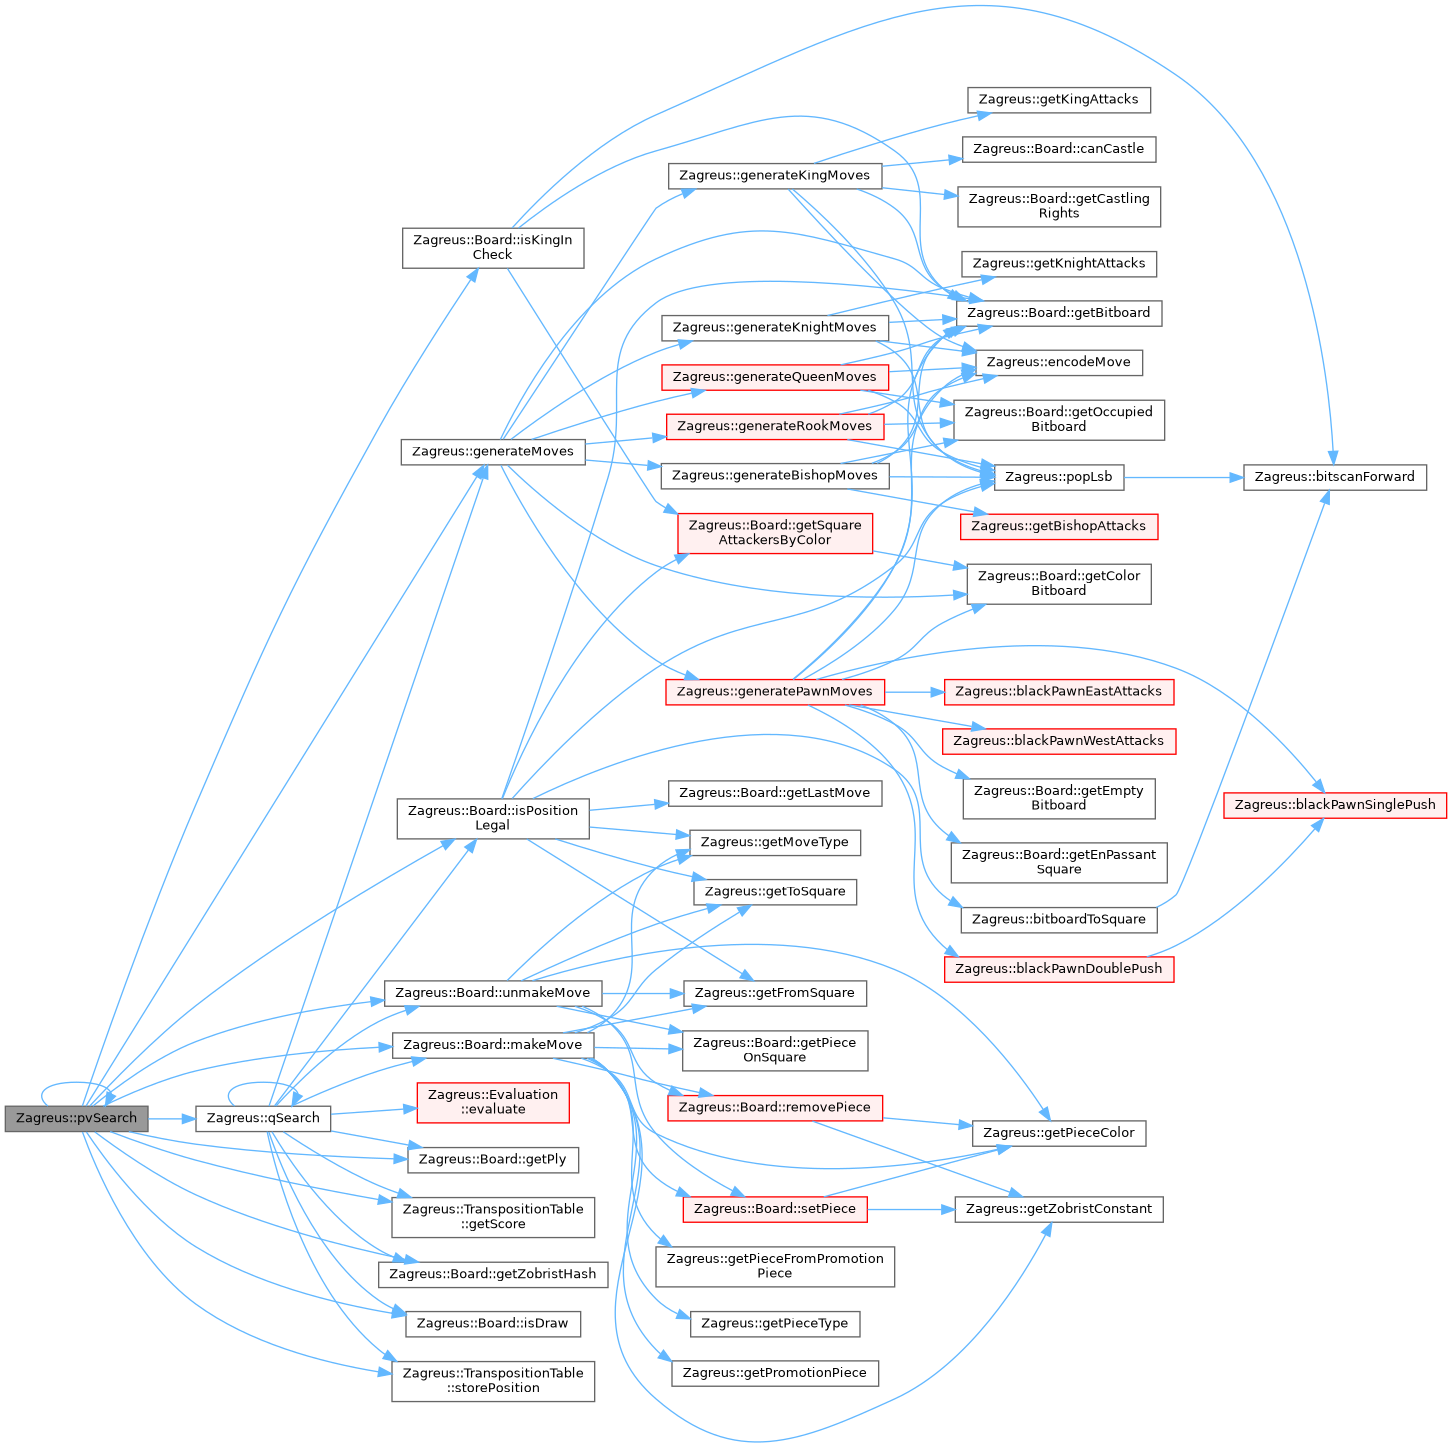 Zagreus::getKingAttacks
Zagreus::Board::canCastle
Zagreus::generateKingMoves
Zagreus::Board::getCastling
Rights
Zagreus::Board::isKingIn
Check
Zagreus::getKnightAttacks
Zagreus::Board::getBitboard
Zagreus::generateKnightMoves
Zagreus::encodeMove
Zagreus::generateQueenMoves
Zagreus::Board::getOccupied
Bitboard
Zagreus::generateRookMoves
Zagreus::generateMoves
Zagreus::generateBishopMoves
Zagreus::popLsb
Zagreus::bitscanForward
Zagreus::Board::getSquare
AttackersByColor
Zagreus::getBishopAttacks
Zagreus::Board::getColor
Bitboard
Zagreus::generatePawnMoves
Zagreus::blackPawnEastAttacks
Zagreus::blackPawnWestAttacks
Zagreus::Board::getLastMove
Zagreus::Board::getEmpty
Bitboard
Zagreus::blackPawnSinglePush
Zagreus::Board::isPosition
Legal
Zagreus::getMoveType
Zagreus::Board::getEnPassant
Square
Zagreus::getToSquare
Zagreus::bitboardToSquare
Zagreus::blackPawnDoublePush
Zagreus::Board::unmakeMove
Zagreus::getFromSquare
Zagreus::Board::makeMove
Zagreus::Board::getPiece
OnSquare
Zagreus::Evaluation
::evaluate
Zagreus::Board::removePiece
Zagreus::pvSearch
Zagreus::qSearch
Zagreus::getPieceColor
Zagreus::Board::getPly
Zagreus::TranspositionTable
::getScore
Zagreus::Board::setPiece
Zagreus::getZobristConstant
Zagreus::getPieceFromPromotion
Piece
Zagreus::Board::getZobristHash
Zagreus::Board::isDraw
Zagreus::getPieceType
Zagreus::TranspositionTable
::storePosition
Zagreus::getPromotionPiece